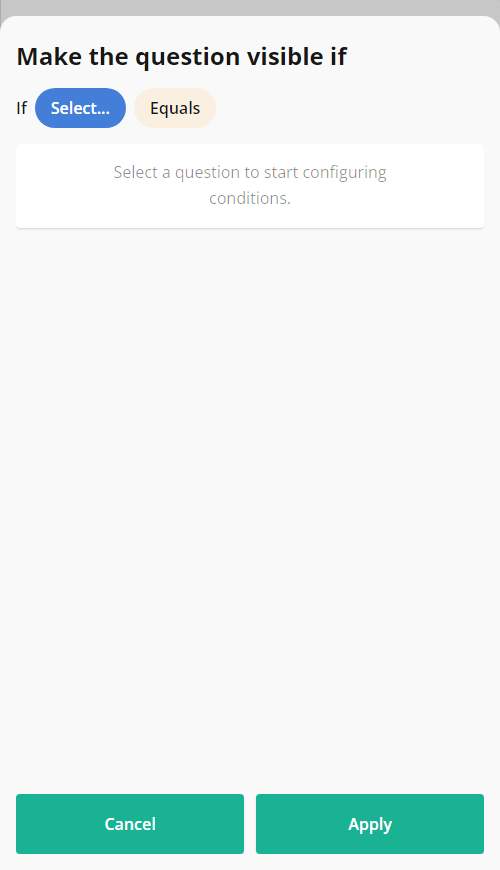 Make the question visible if
If Select... Equals
Select a question to start configuring
conditions.
Cancel Apply